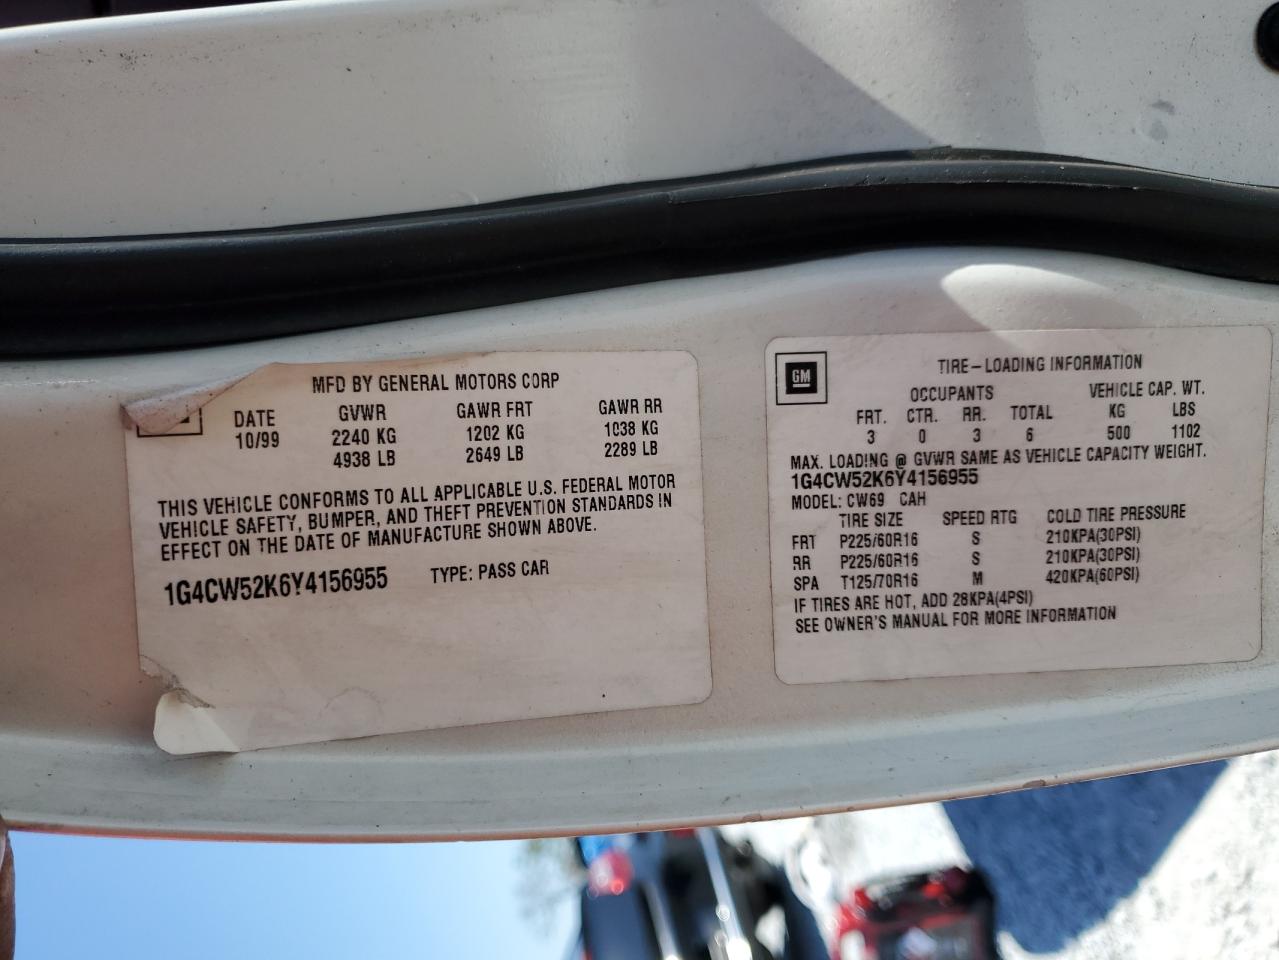 MFD BY GENERAL MOTORS CORP
DATE GVWR GAWR FRT GAWR RR
10/99 2240 KG 1202 KG 1038 KG
4938 LB 2649 LB 2289 LB
THIS VEHICLE CONFORMS TO ALL APPLICABLE U.S. FEDERAL MOTOR
VEHICLE SAFETY, BUMPER, AND THEFT PREVENTION STANDARDS IN
EFFECT ON THE DATE OF MANUFACTURE SHOWN ABOVE.
1G4CW52K6Y4156955 TYPE: PASS CAR
GM
TIRE-LOADING INFORMATION
OCCUPANTS VEHICLE CAP. WT.
FRT. CTR. RR. TOTAL KG LBS
3 0 3 6 500 1102
MAX. LOADING @ GVWR SAME AS VEHICLE CAPACITY WEIGHT.
1G4CW52K6Y4156955
MODEL: CW69 CAH
TIRE SIZE SPEED RTG COLD TIRE PRESSURE
FRT P225/60R16 S 210KPA(30PSI)
RR P225/60R16 S 210KPA(30PSI)
SPA T125/70R16 M 420KPA(60PSI)
IF TIRES ARE HOT, ADD 28KPA(4PSI)
SEE OWNER'S MANUAL FOR MORE INFORMATION